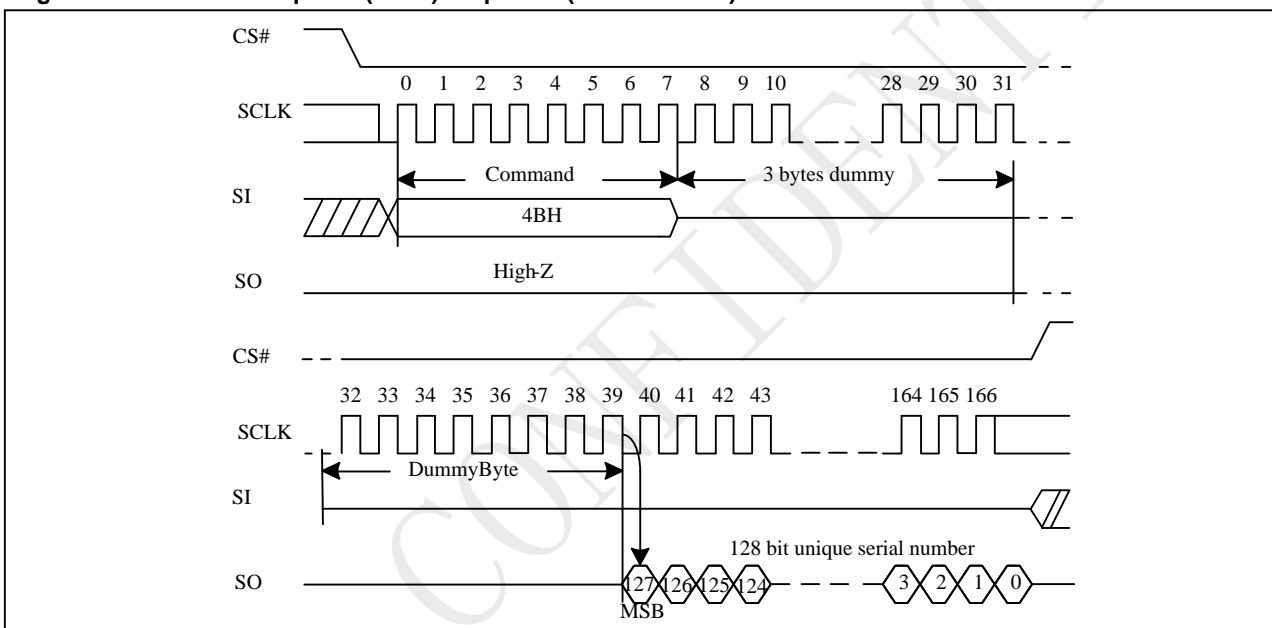 CS#
0 1 2 3 4 5 6 7 8 9 10 28 29 30 31
SCLK
Command 3 bytes dummy
SI
4BH
High-Z
SO
CS#
32 33 34 35 36 37 38 39 40 41 42 43 164 165 166
SCLK
DummyByte
SI
128 bit unique serial number
SO 127 126 125 124 3 2 1 0
MSB
CONFIDENT